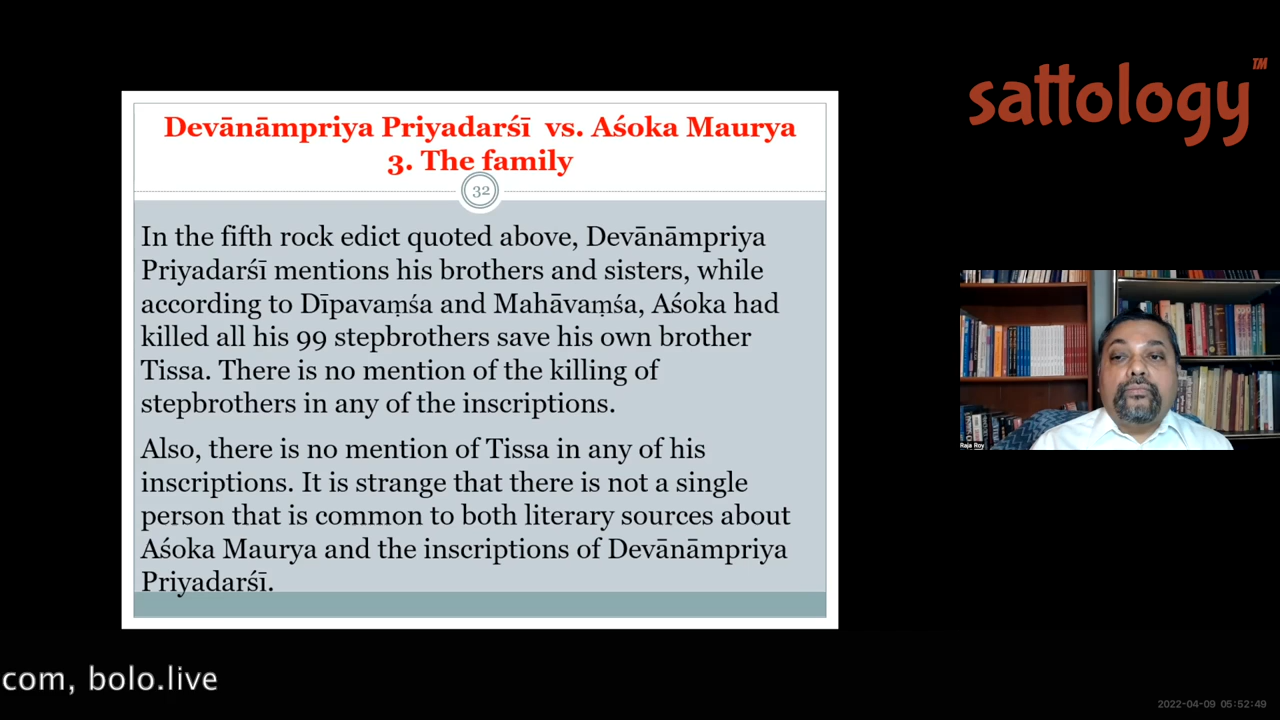 sattology
TM
Devānāmpriya Priyadarśī vs. Aśoka Maurya
3. The family
32
In the fifth rock edict quoted above, Devānāmpriya
Priyadarśī mentions his brothers and sisters, while
according to Dīpavaṃśa and Mahāvaṃśa, Aśoka had
killed all his 99 stepbrothers save his own brother
Tissa. There is no mention of the killing of
stepbrothers in any of the inscriptions.
Also, there is no mention of Tissa in any of his
inscriptions. It is strange that there is not a single
person that is common to both literary sources about
Aśoka Maurya and the inscriptions of Devānāmpriya
Priyadarśī.
Raja Roy
com, bolo.live
2022-04-09 05:52:49